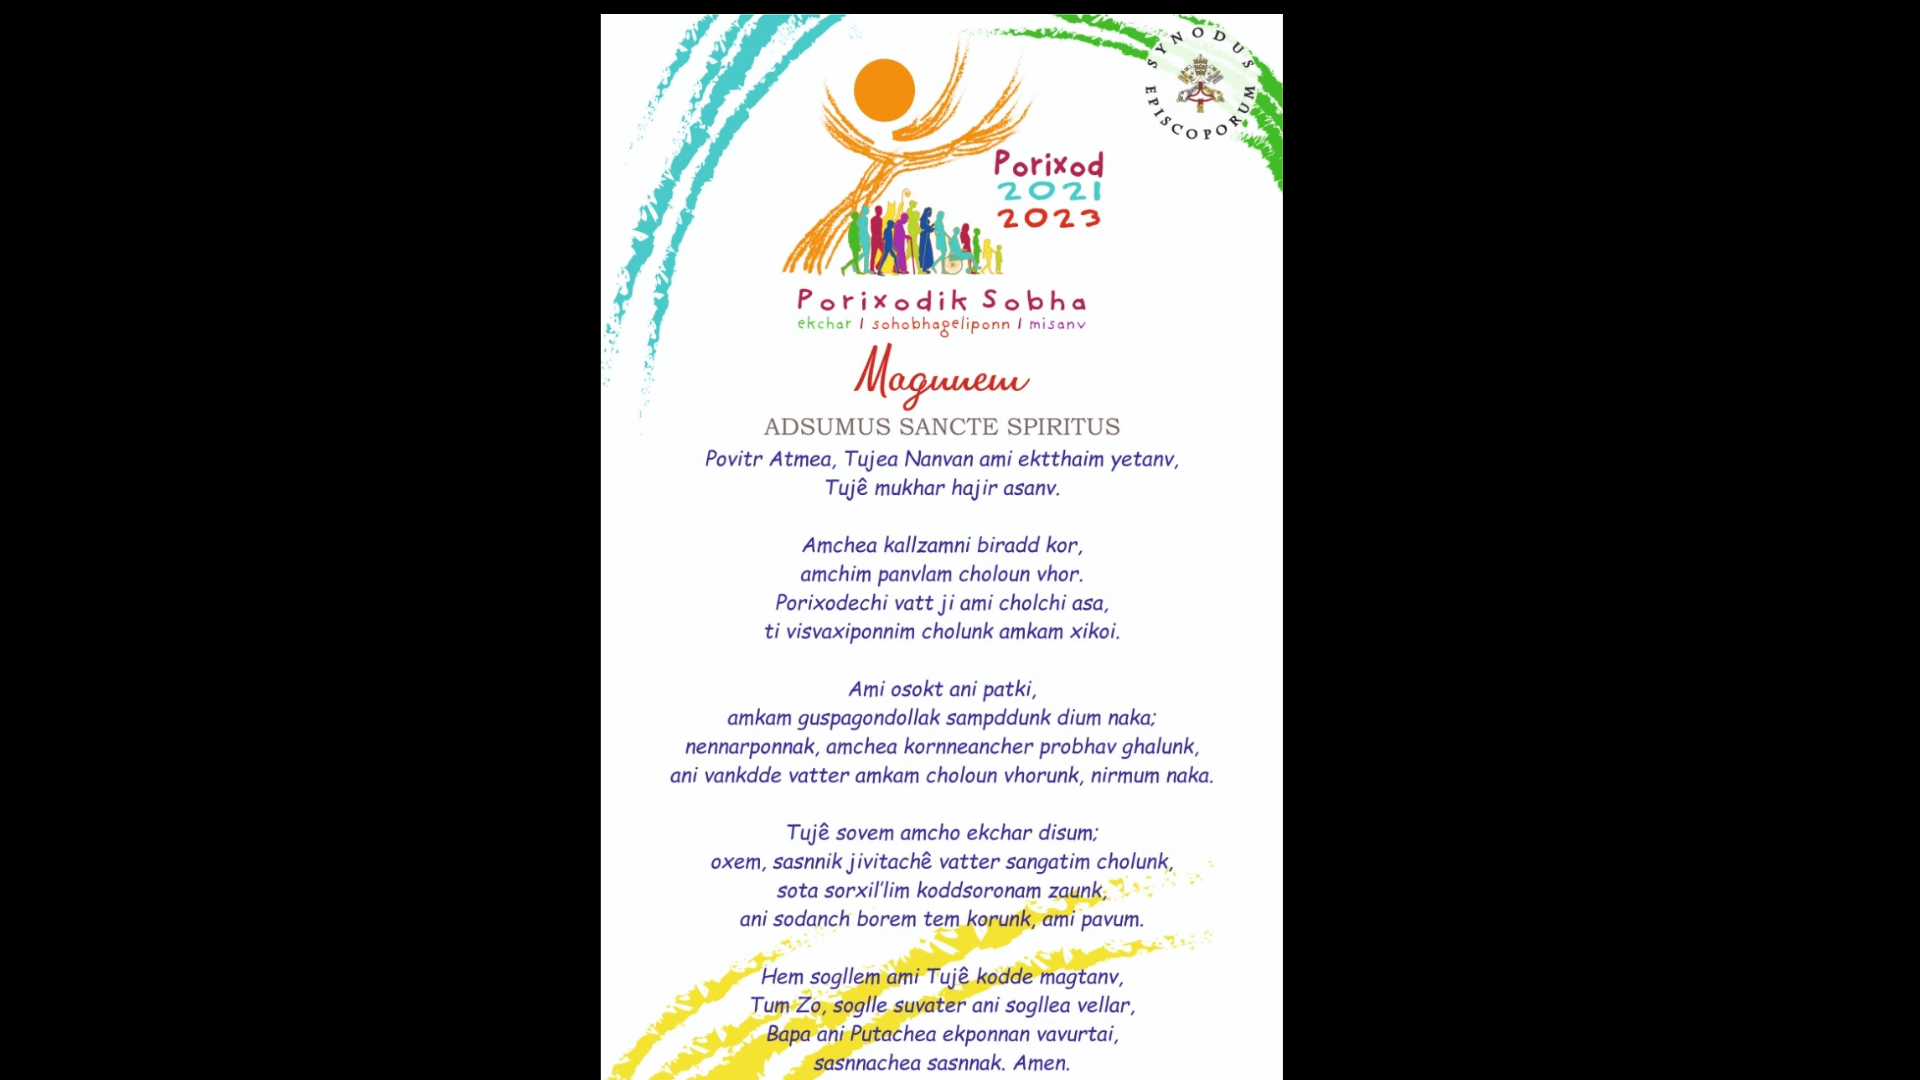 SYNODUS EPISCOPORUM
Porixod
2021
2023
Porixodik Sobha
ekchar | sohobhageliponn | misanv
Magnnem
ADSUMUS SANCTE SPIRITUS
Povitr Atmea, Tujea Nanvan ami ektthaim yetanv,
Tujê mukhar hajir asanv.
Amchea kallzamni biradd kor,
amchim panvlam choloun vhor.
Porixodechi vatt ji ami cholchi asa,
ti visvaxiponnim cholunk amkam xikoi.
Ami osokt ani patki,
amkam guspagondollak sampddunk dium naka;
nennarponnak, amchea kornneancher probhav ghalunk,
ani vankdde vatter amkam choloun vhorunk, nirmum naka.
Tujê sovem amcho ekchar disum;
oxem, sasnnik jivitachê vatter sangatim cholunk,
sota sorxil'lim koddsoronam zaunk,
ani sodanch borem tem korunk, ami pavum.
Hem sogllem ami Tujê kodde magtanv,
Tum Zo, soglle suvater ani sogllea vellar,
Bapa ani Putachea ekponnan vavurtai,
sasnnachea sasnnak. Amen.